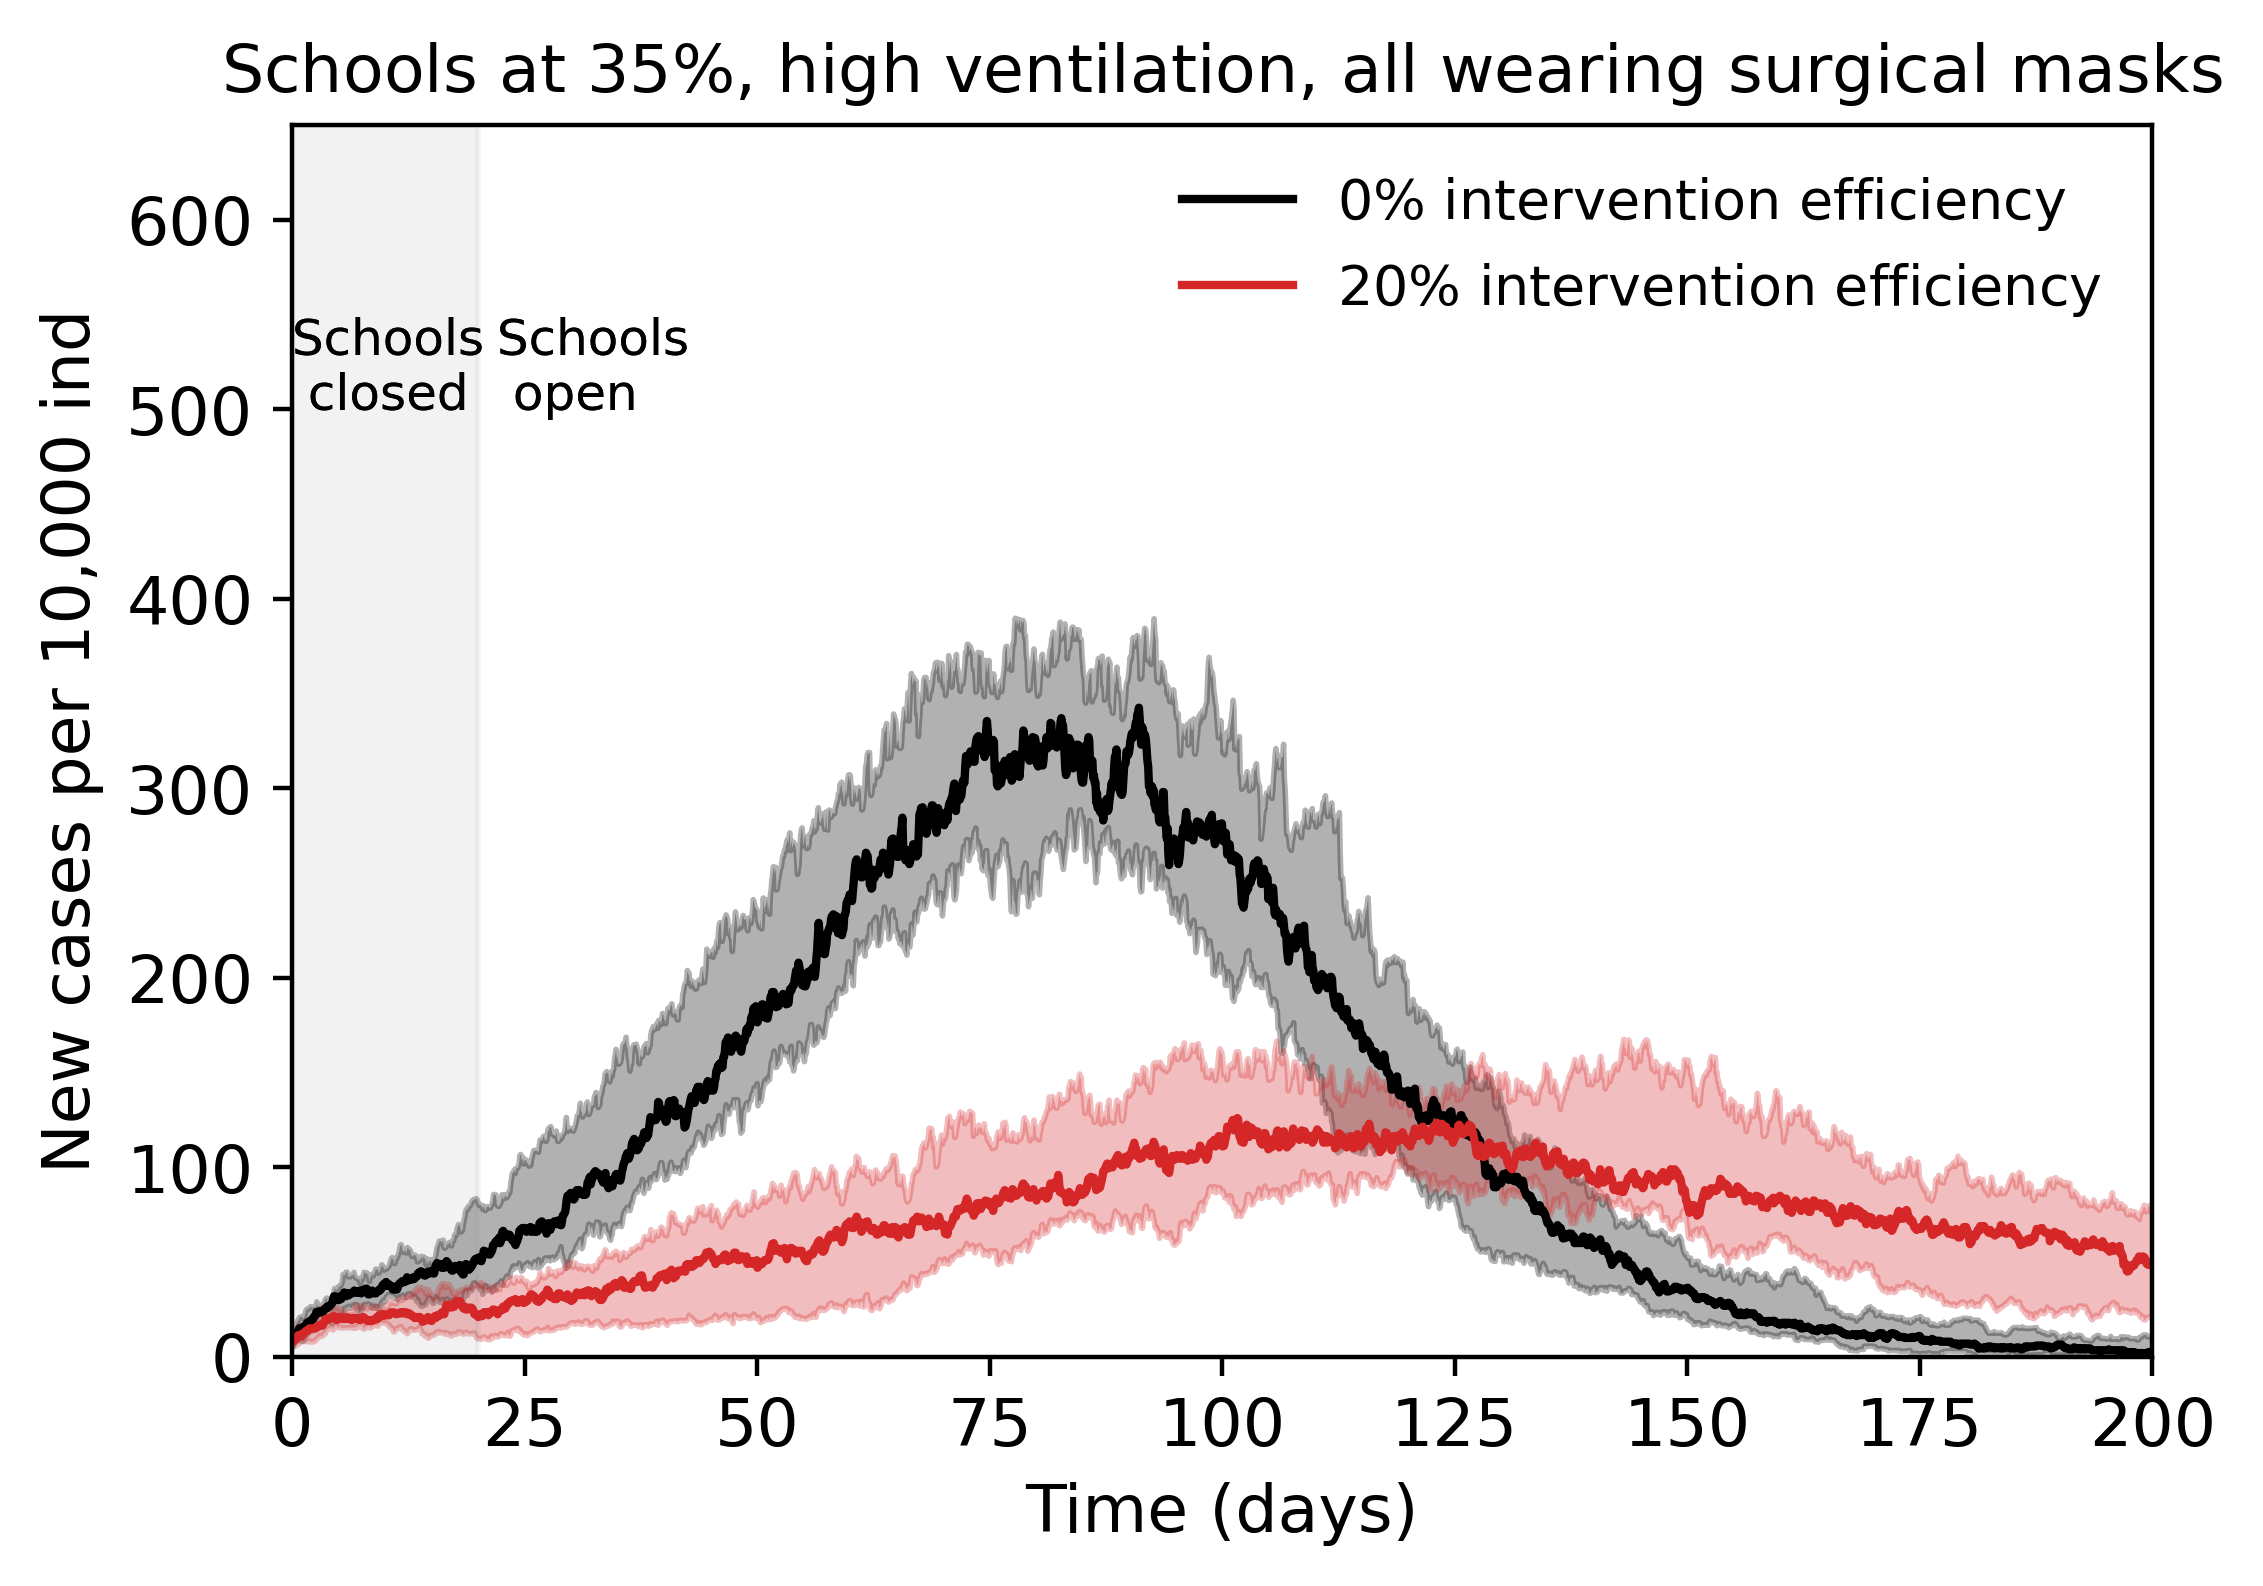 Schools at 35%, high ventilation, all wearing surgical masks
0% intervention efficiency
20% intervention efficiency
Schools
closed
Schools
open
New cases per 10,000 ind
600
500
400
300
200
100
0
0 25 50 75 100 125 150 175 200
Time (days)